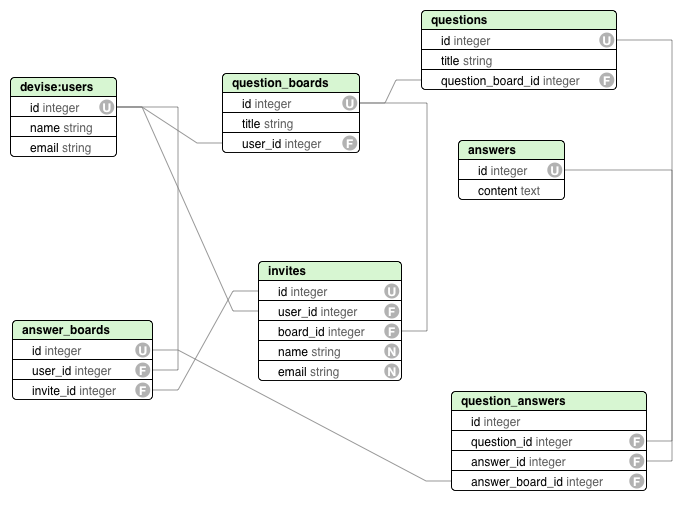 devise:users
id integer U
name string
email string
question_boards
id integer U
title string
user_id integer F
questions
id integer U
title string
question_board_id integer F
answers
id integer U
content text
invites
id integer U
user_id integer F
board_id integer F
name string N
email string N
answer_boards
id integer U
user_id integer F
invite_id integer F
question_answers
id integer
question_id integer F
answer_id integer F
answer_board_id integer F